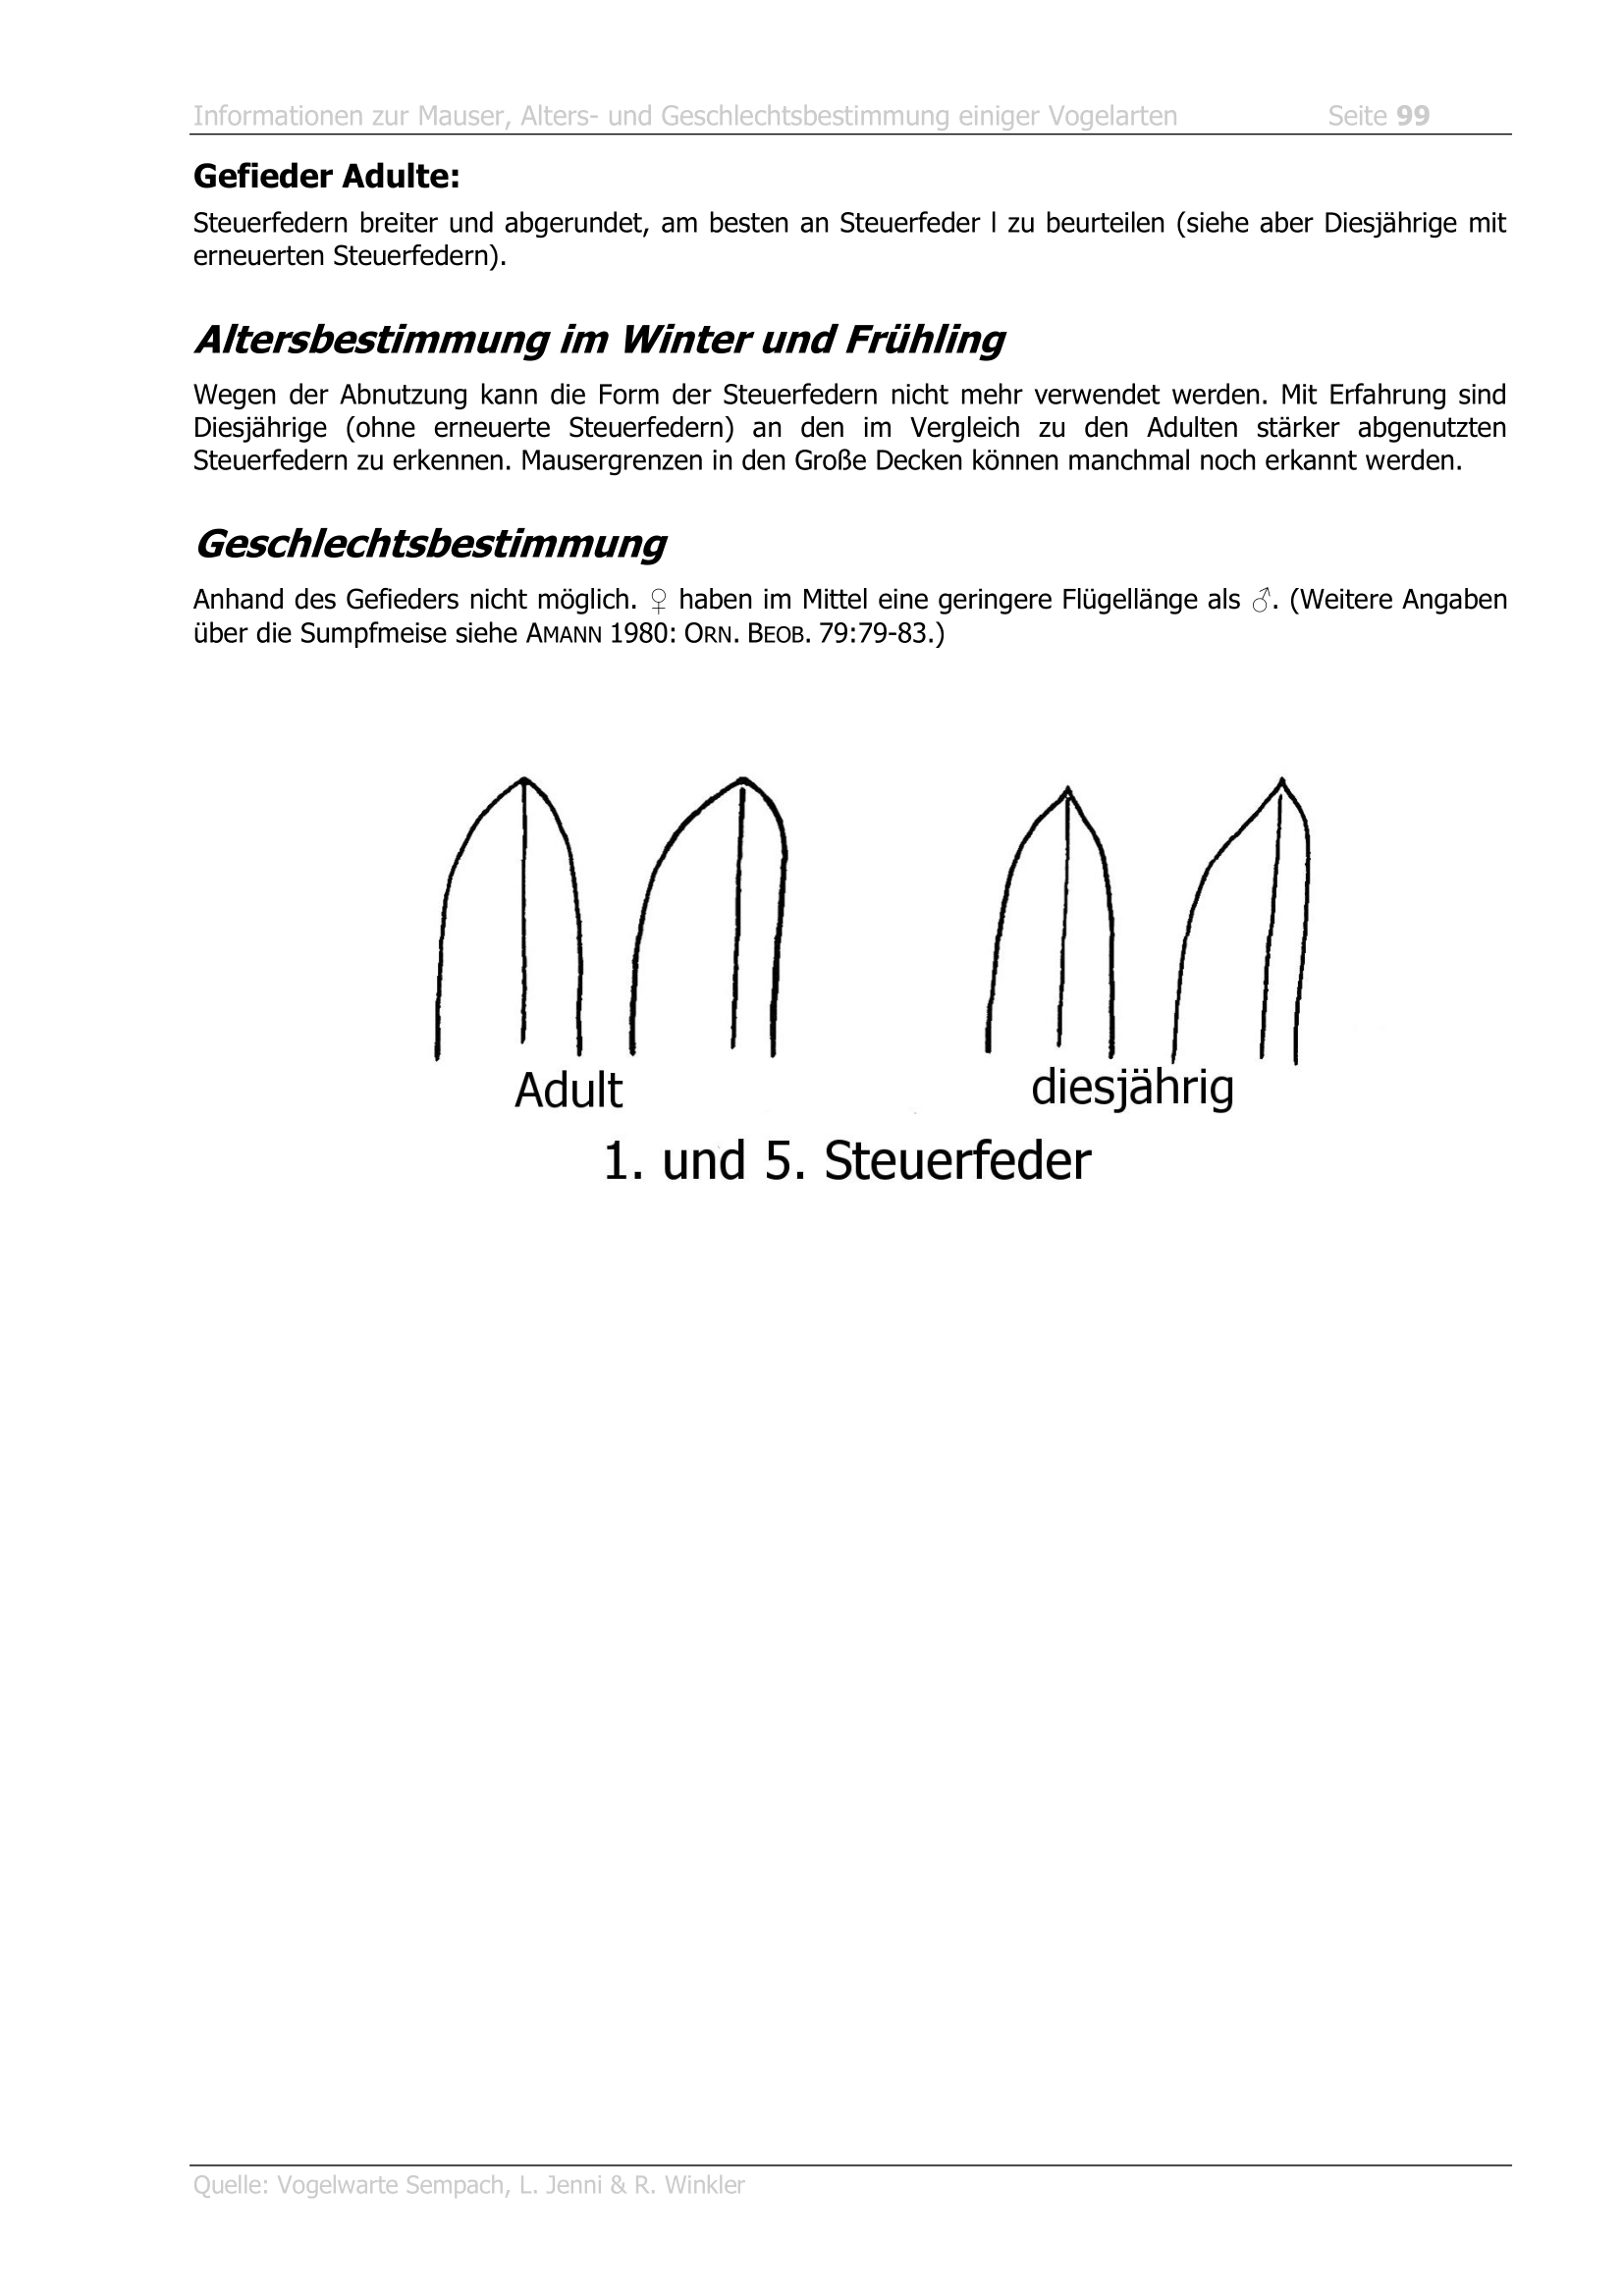 Informationen zur Mauser, Alters- und Geschlechtsbestimmung einiger Vogelarten Seite 99
Gefieder Adulte:
Steuerfedern breiter und abgerundet, am besten an Steuerfeder l zu beurteilen (siehe aber Diesjährige mit
erneuerten Steuerfedern).
Altersbestimmung im Winter und Frühling
Wegen der Abnutzung kann die Form der Steuerfedern nicht mehr verwendet werden. Mit Erfahrung sind
Diesjährige (ohne erneuerte Steuerfedern) an den im Vergleich zu den Adulten stärker abgenutzten
Steuerfedern zu erkennen. Mausergrenzen in den Große Decken können manchmal noch erkannt werden.
Geschlechtsbestimmung
Anhand des Gefieders nicht möglich. ♀ haben im Mittel eine geringere Flügellänge als ♂. (Weitere Angaben
über die Sumpfmeise siehe AMANN 1980: ORN. BEOB. 79:79-83.)
Adult diesjährig
1. und 5. Steuerfeder
Quelle: Vogelwarte Sempach, L. Jenni & R. Winkler